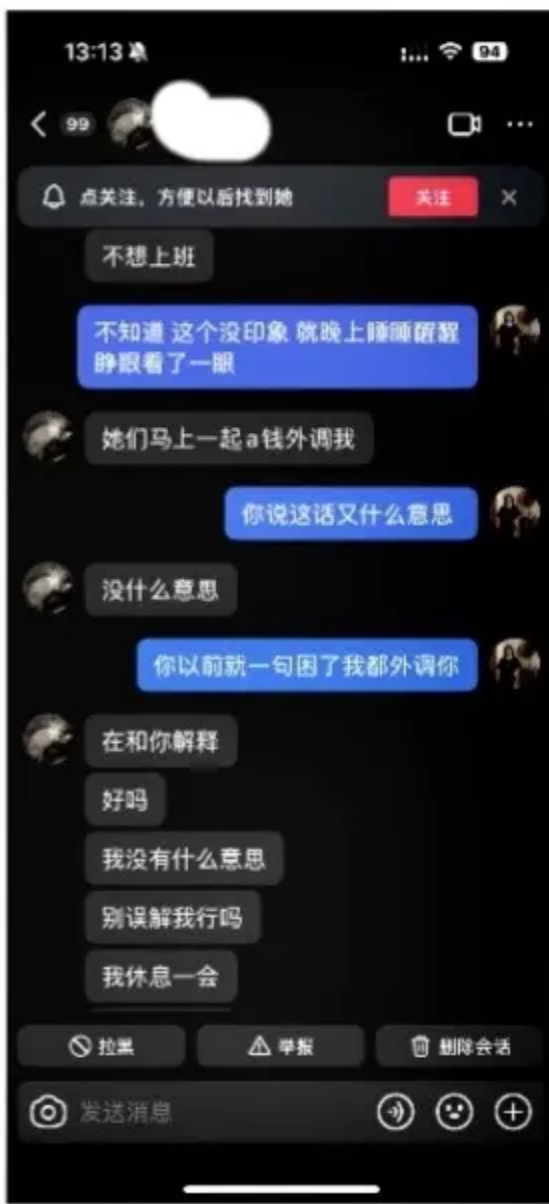 13:13
94
99
点关注，方便以后找到她
关注
不想上班
不知道 这个没印象 就晚上睡睡醒醒
睁眼看了一眼
她们马上一起a钱外调我
你说这话又什么意思
没什么意思
你以前就一句困了我都外调你
在和你解释
好吗
我没有什么意思
别误解我行吗
我休息一会
拉黑
举报
删除会话
发送消息